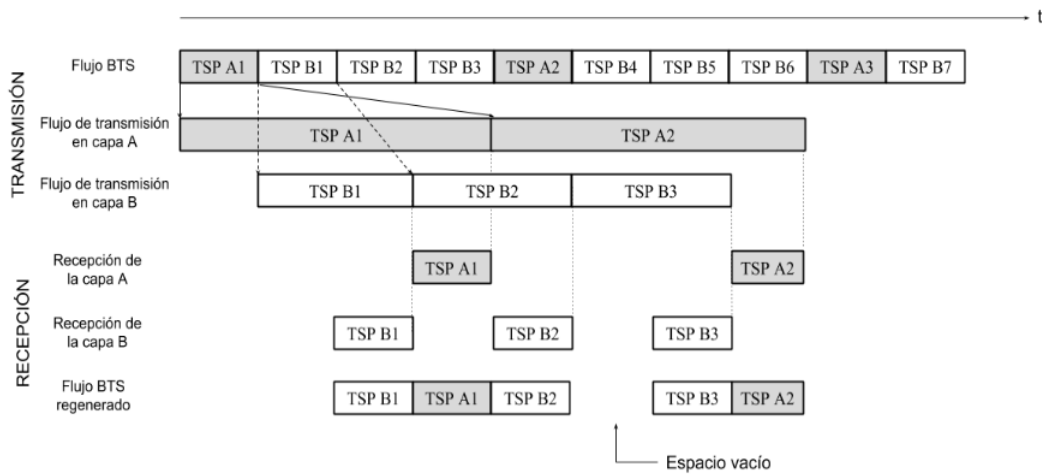 t
TRANSMISIÓN
Flujo BTS
TSP A1 TSP B1 TSP B2 TSP B3 TSP A2 TSP B4 TSP B5 TSP B6 TSP A3 TSP B7
Flujo de transmisión
en capa A
TSP A1 TSP A2
Flujo de transmisión
en capa B
TSP B1 TSP B2 TSP B3
RECEPCIÓN
Recepción de
la capa A
TSP A1 TSP A2
Recepción de
la capa B
TSP B1 TSP B2 TSP B3
Flujo BTS
regenerado
TSP B1 TSP A1 TSP B2 TSP B3 TSP A2
Espacio vacío